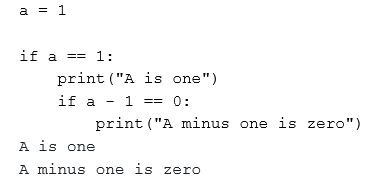 a = 1

if a == 1:
    print("A is one")
    if a - 1 == 0:
        print("A minus one is zero")
A is one
A minus one is zero